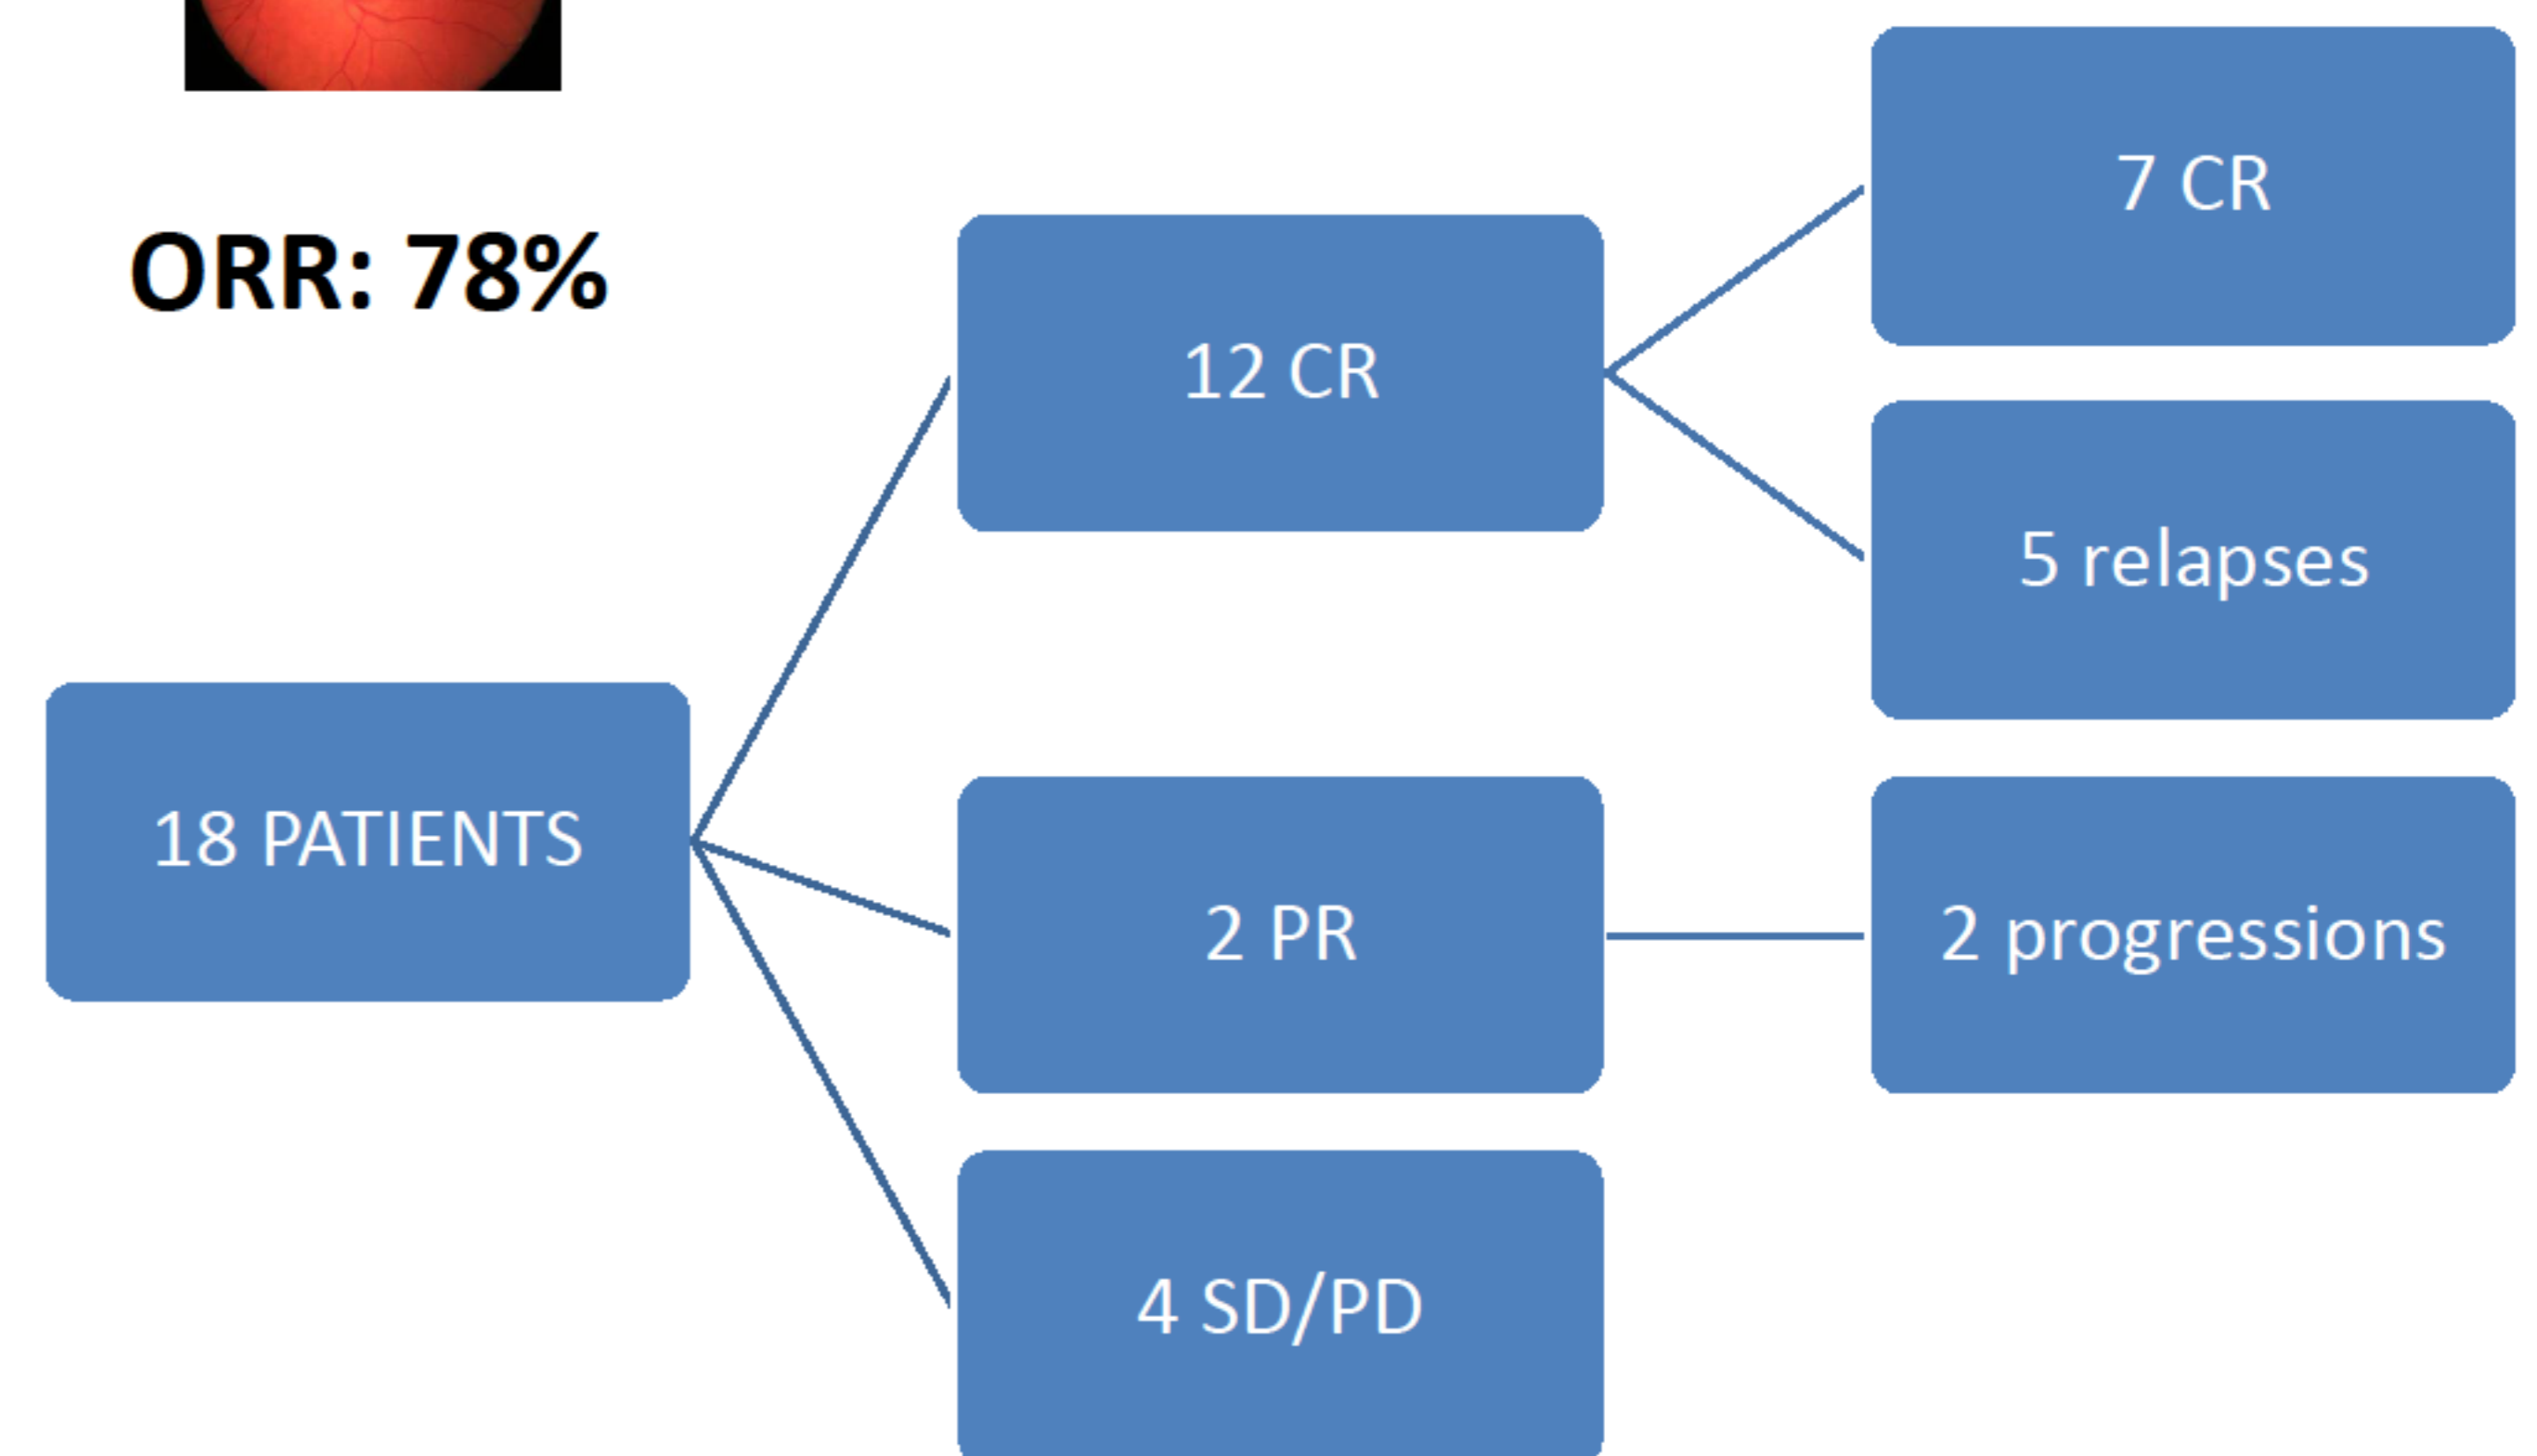 ORR: 78%
18 PATIENTS
12 CR
7 CR
5 relapses
2 PR
2 progressions
4 SD/PD